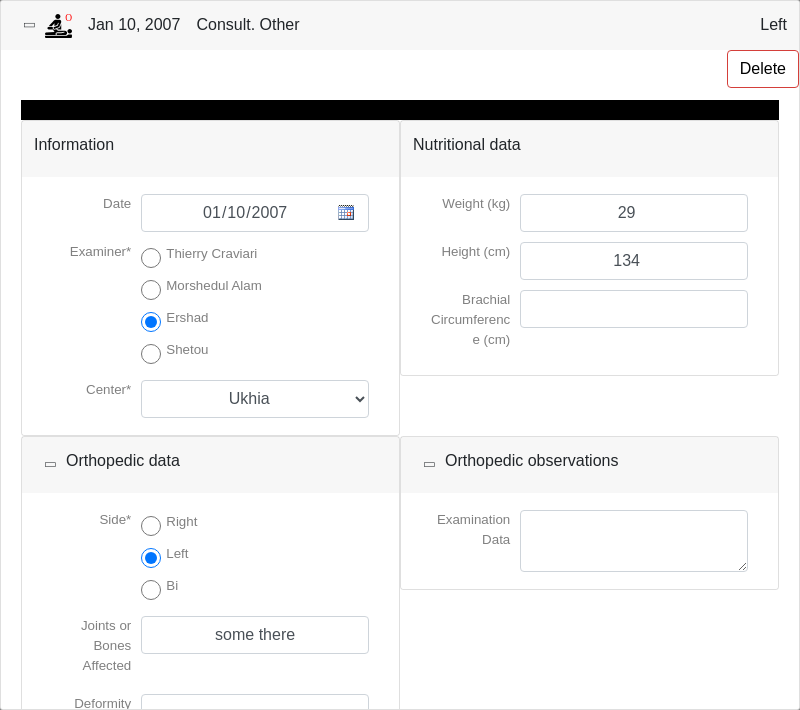 O
Jan 10, 2007 Consult. Other Left
Delete
Information
Date 01/10/2007
Examiner* Thierry Craviari
Morshedul Alam
Ershad
Shetou
Center* Ukhia
Nutritional data
Weight (kg) 29
Height (cm) 134
Brachial
Circumferenc
e (cm)
Orthopedic data
Side* Right
Left
Bi
Joints or
Bones
Affected
some there
Deformity
Orthopedic observations
Examination
Data